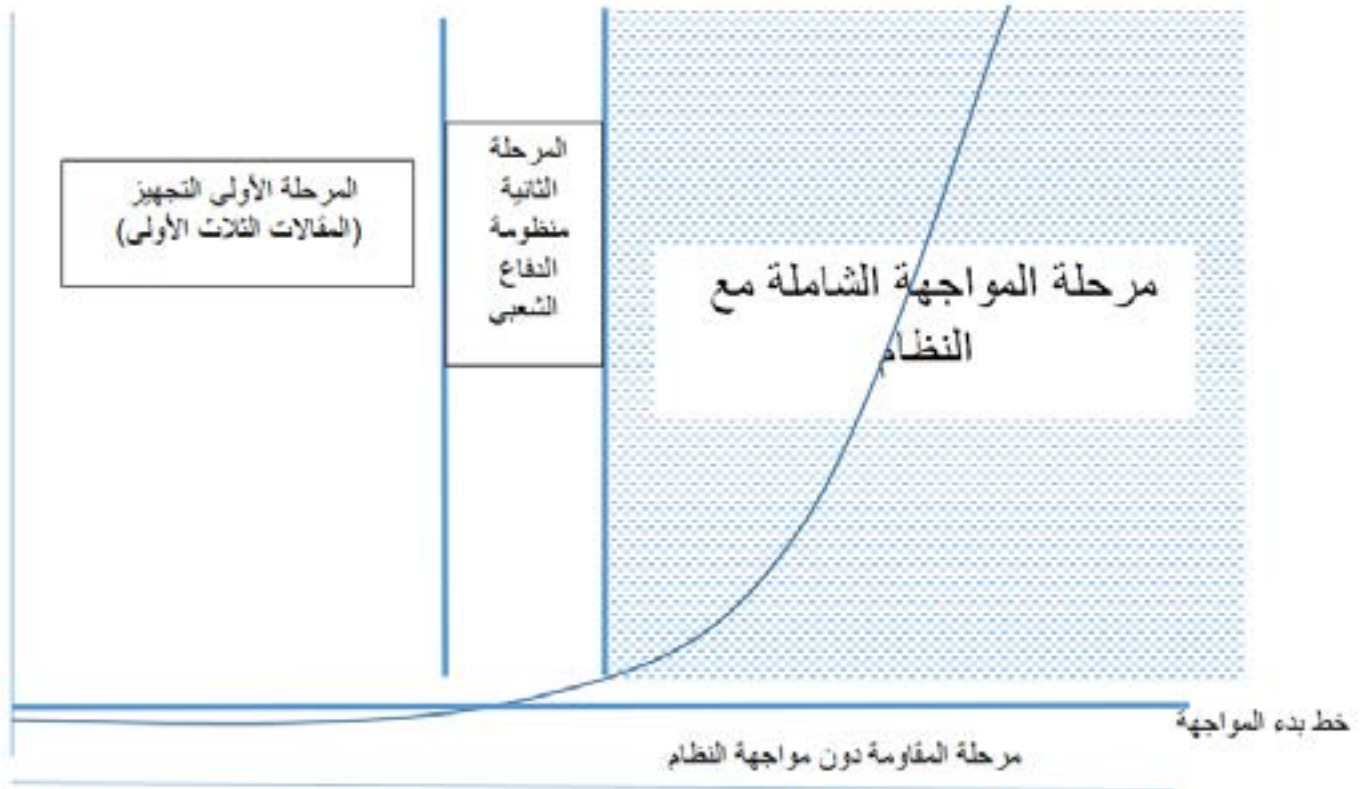 المرحلة الأولى التجهيز
(المقالات الثلاث الأولى)
المرحلة
الثانية
منظومة
الدفاع
الشعبي
مرحلة المواجهة الشاملة مع
النظام
خط بدء المواجهة
مرحلة المقاومة دون مواجهة النظام